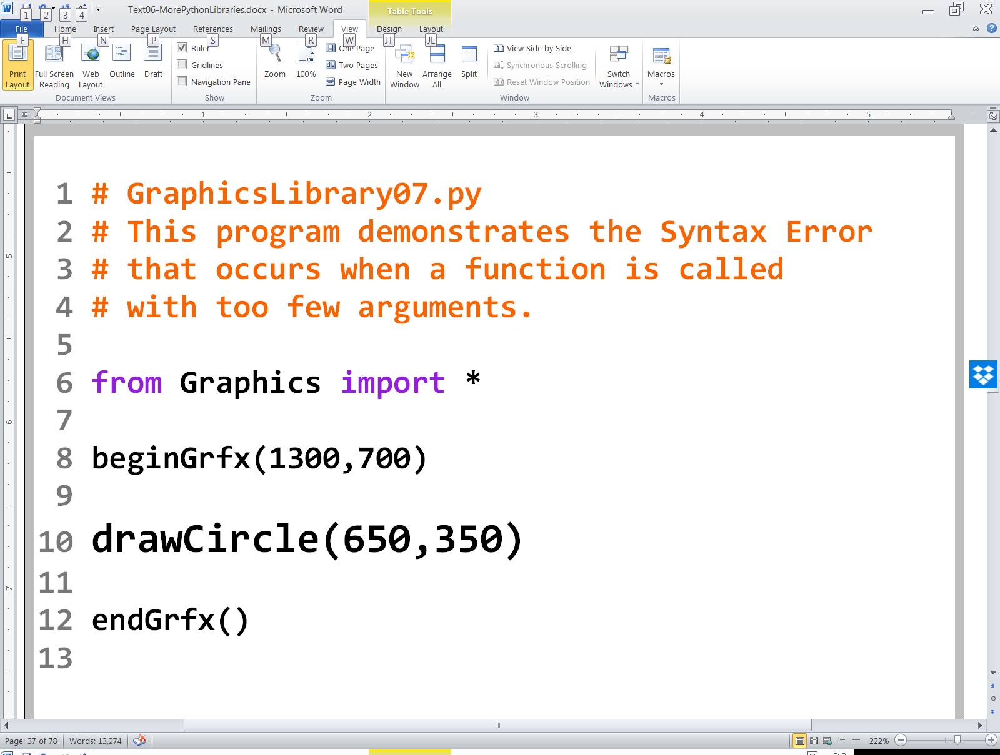 Text06-MorePythonLibraries.docx - Microsoft Word
Table Tools
1 2 3 4
File Home Insert Page Layout References Mailings Review View Design Layout
F H N P S M R W JT JL
Print Layout
Full Screen Reading
Web Layout
Outline
Draft
Document Views
Ruler
Gridlines
Navigation Pane
Show
Zoom
100%
One Page
Two Pages
Page Width
Zoom
New Window
Arrange All
Split
View Side by Side
Synchronous Scrolling
Reset Window Position
Window
Switch Windows
Macros
Macros
1 2 3 4 5
5
6
7
1 # GraphicsLibrary07.py
2 # This program demonstrates the Syntax Error
3 # that occurs when a function is called
4 # with too few arguments.
5
6 from Graphics import *
7
8 beginGrfx(1300,700)
9
10 drawCircle(650,350)
11
12 endGrfx()
13
Page: 37 of 78 Words: 13,274 222%